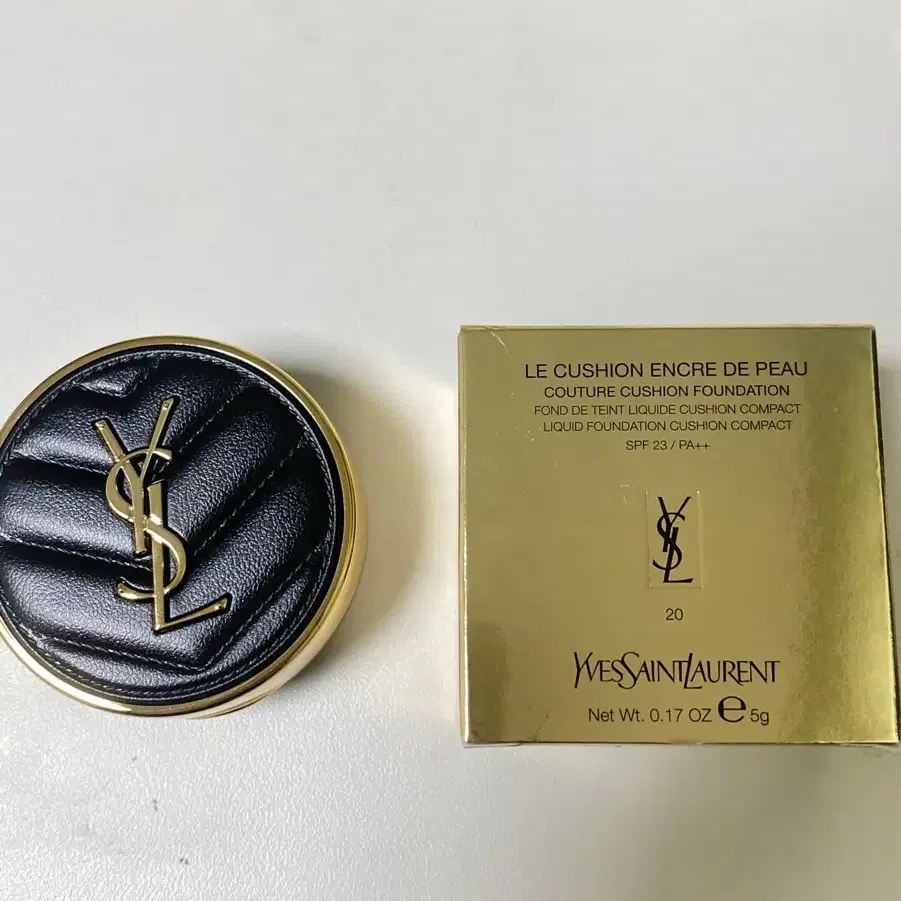 YSL
LE CUSHION ENCRE DE PEAU
COUTURE CUSHION FOUNDATION
FOND DE TEINT LIQUIDE CUSHION COMPACT
LIQUID FOUNDATION CUSHION COMPACT
SPF 23 / PA++
YSL
20
YVESSAINTLAURENT
Net Wt. 0.17 OZ e 5g